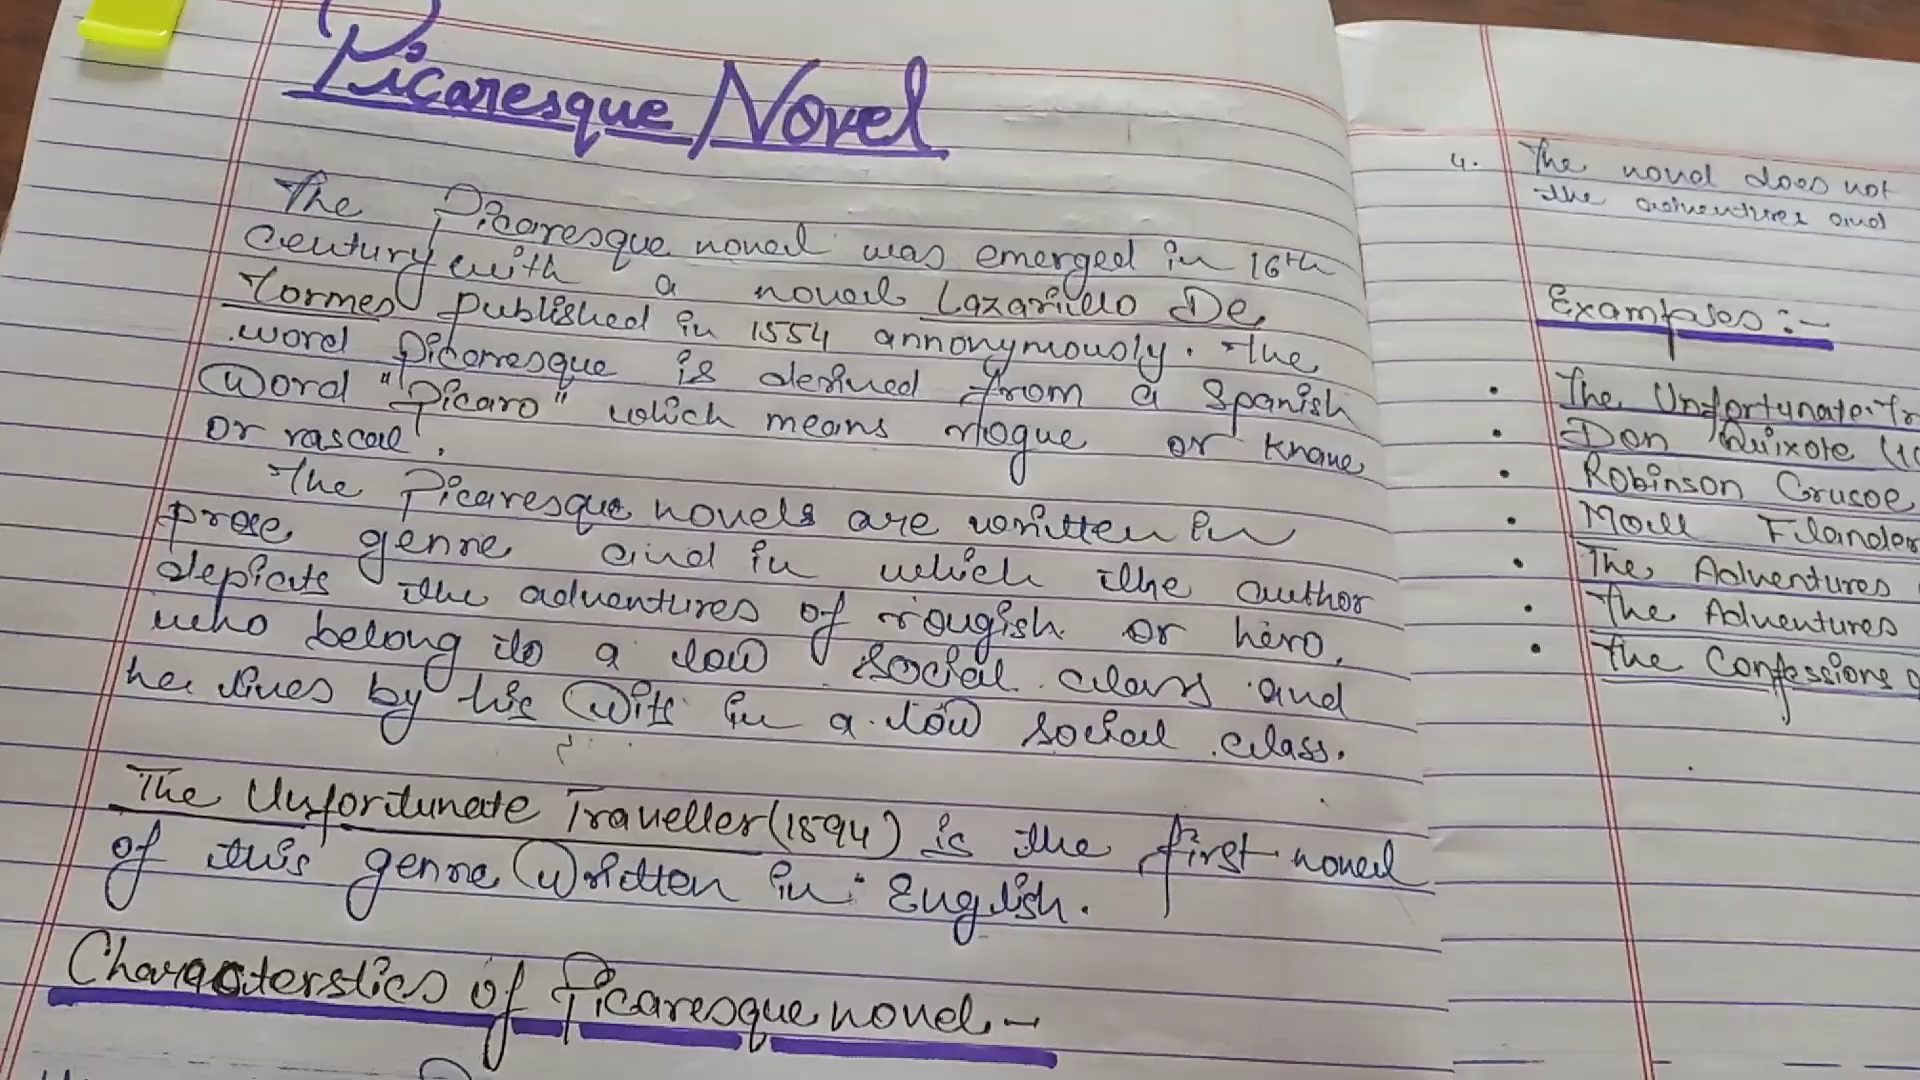 Picaresque Novel
The Picaresque novel was emerged in 16th
century with a novel Lazarillo De
Tormes published in 1554 annonymously. The
word picaresque is derived from a Spanish
Word "Picaro" which means rogue or knave
or rascal.
The Picaresque novels are written in
prose genre and in which the author
depicts the adventures of rougish or hero,
who belong to a low social class and
he lives by his Wits in a low social class.
The Unfortunate Traveller (1594) is the first novel
of this genre Written in English.
Characterstics of Picaresque novel :-
4. The novel does not
the adventures and
Examples :-
• The Unfortunate Tr
• Don Quixote (1
• Robinson Crusoe
• Moll Flander
• The Adventures
• The Adventures
• The Confessions